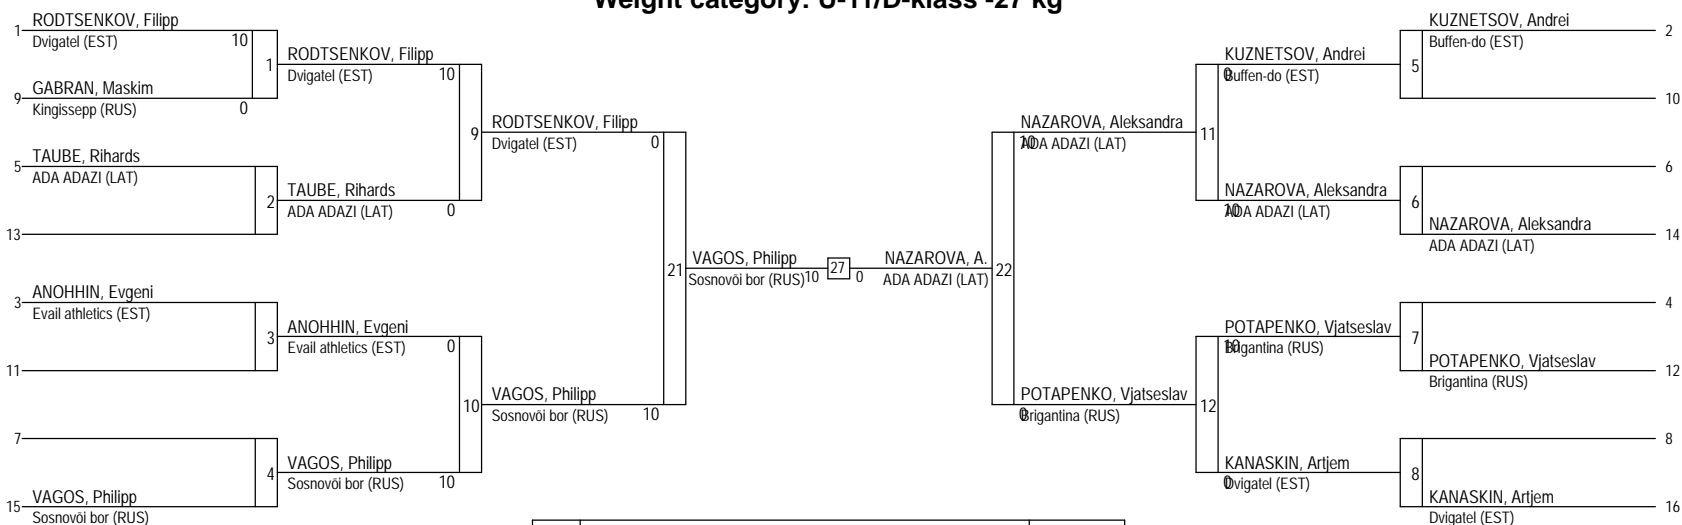 Weight category: U-11/D-klass -27 kg
1 RODTSENKOV, Filipp
Dvigatel (EST) 10
1
9 GABRAN, Maskim
Kingissepp (RUS) 0
RODTSENKOV, Filipp
Dvigatel (EST) 10
5 TAUBE, Rihards
ADA ADAZI (LAT)
2
13
TAUBE, Rihards
ADA ADAZI (LAT) 0
9
RODTSENKOV, Filipp
Dvigatel (EST) 0
3 ANOHHIN, Evgeni
Evail athletics (EST)
3
11
ANOHHIN, Evgeni
Evail athletics (EST) 0
7
4
15 VAGOS, Philipp
Sosnovõi bor (RUS)
VAGOS, Philipp
Sosnovõi bor (RUS) 10
10
VAGOS, Philipp
Sosnovõi bor (RUS) 10
21
VAGOS, Philipp
Sosnovõi bor (RUS) 10
27
NAZAROVA, A.
0 ADA ADAZI (LAT)
22
NAZAROVA, Aleksandra
10 ADA ADAZI (LAT)
11
KUZNETSOV, Andrei
0 Buffen-do (EST)
5
KUZNETSOV, Andrei 2
Buffen-do (EST)
10
NAZAROVA, Aleksandra
10 ADA ADAZI (LAT)
6
6
NAZAROVA, Aleksandra 14
ADA ADAZI (LAT)
POTAPENKO, Vjatseslav
0 Brigantina (RUS)
12
POTAPENKO, Vjatseslav
10 Brigantina (RUS)
7
4
POTAPENKO, Vjatseslav 12
Brigantina (RUS)
KANASKIN, Artjem
0 Dvigatel (EST)
8
8
KANASKIN, Artjem 16
Dvigatel (EST)